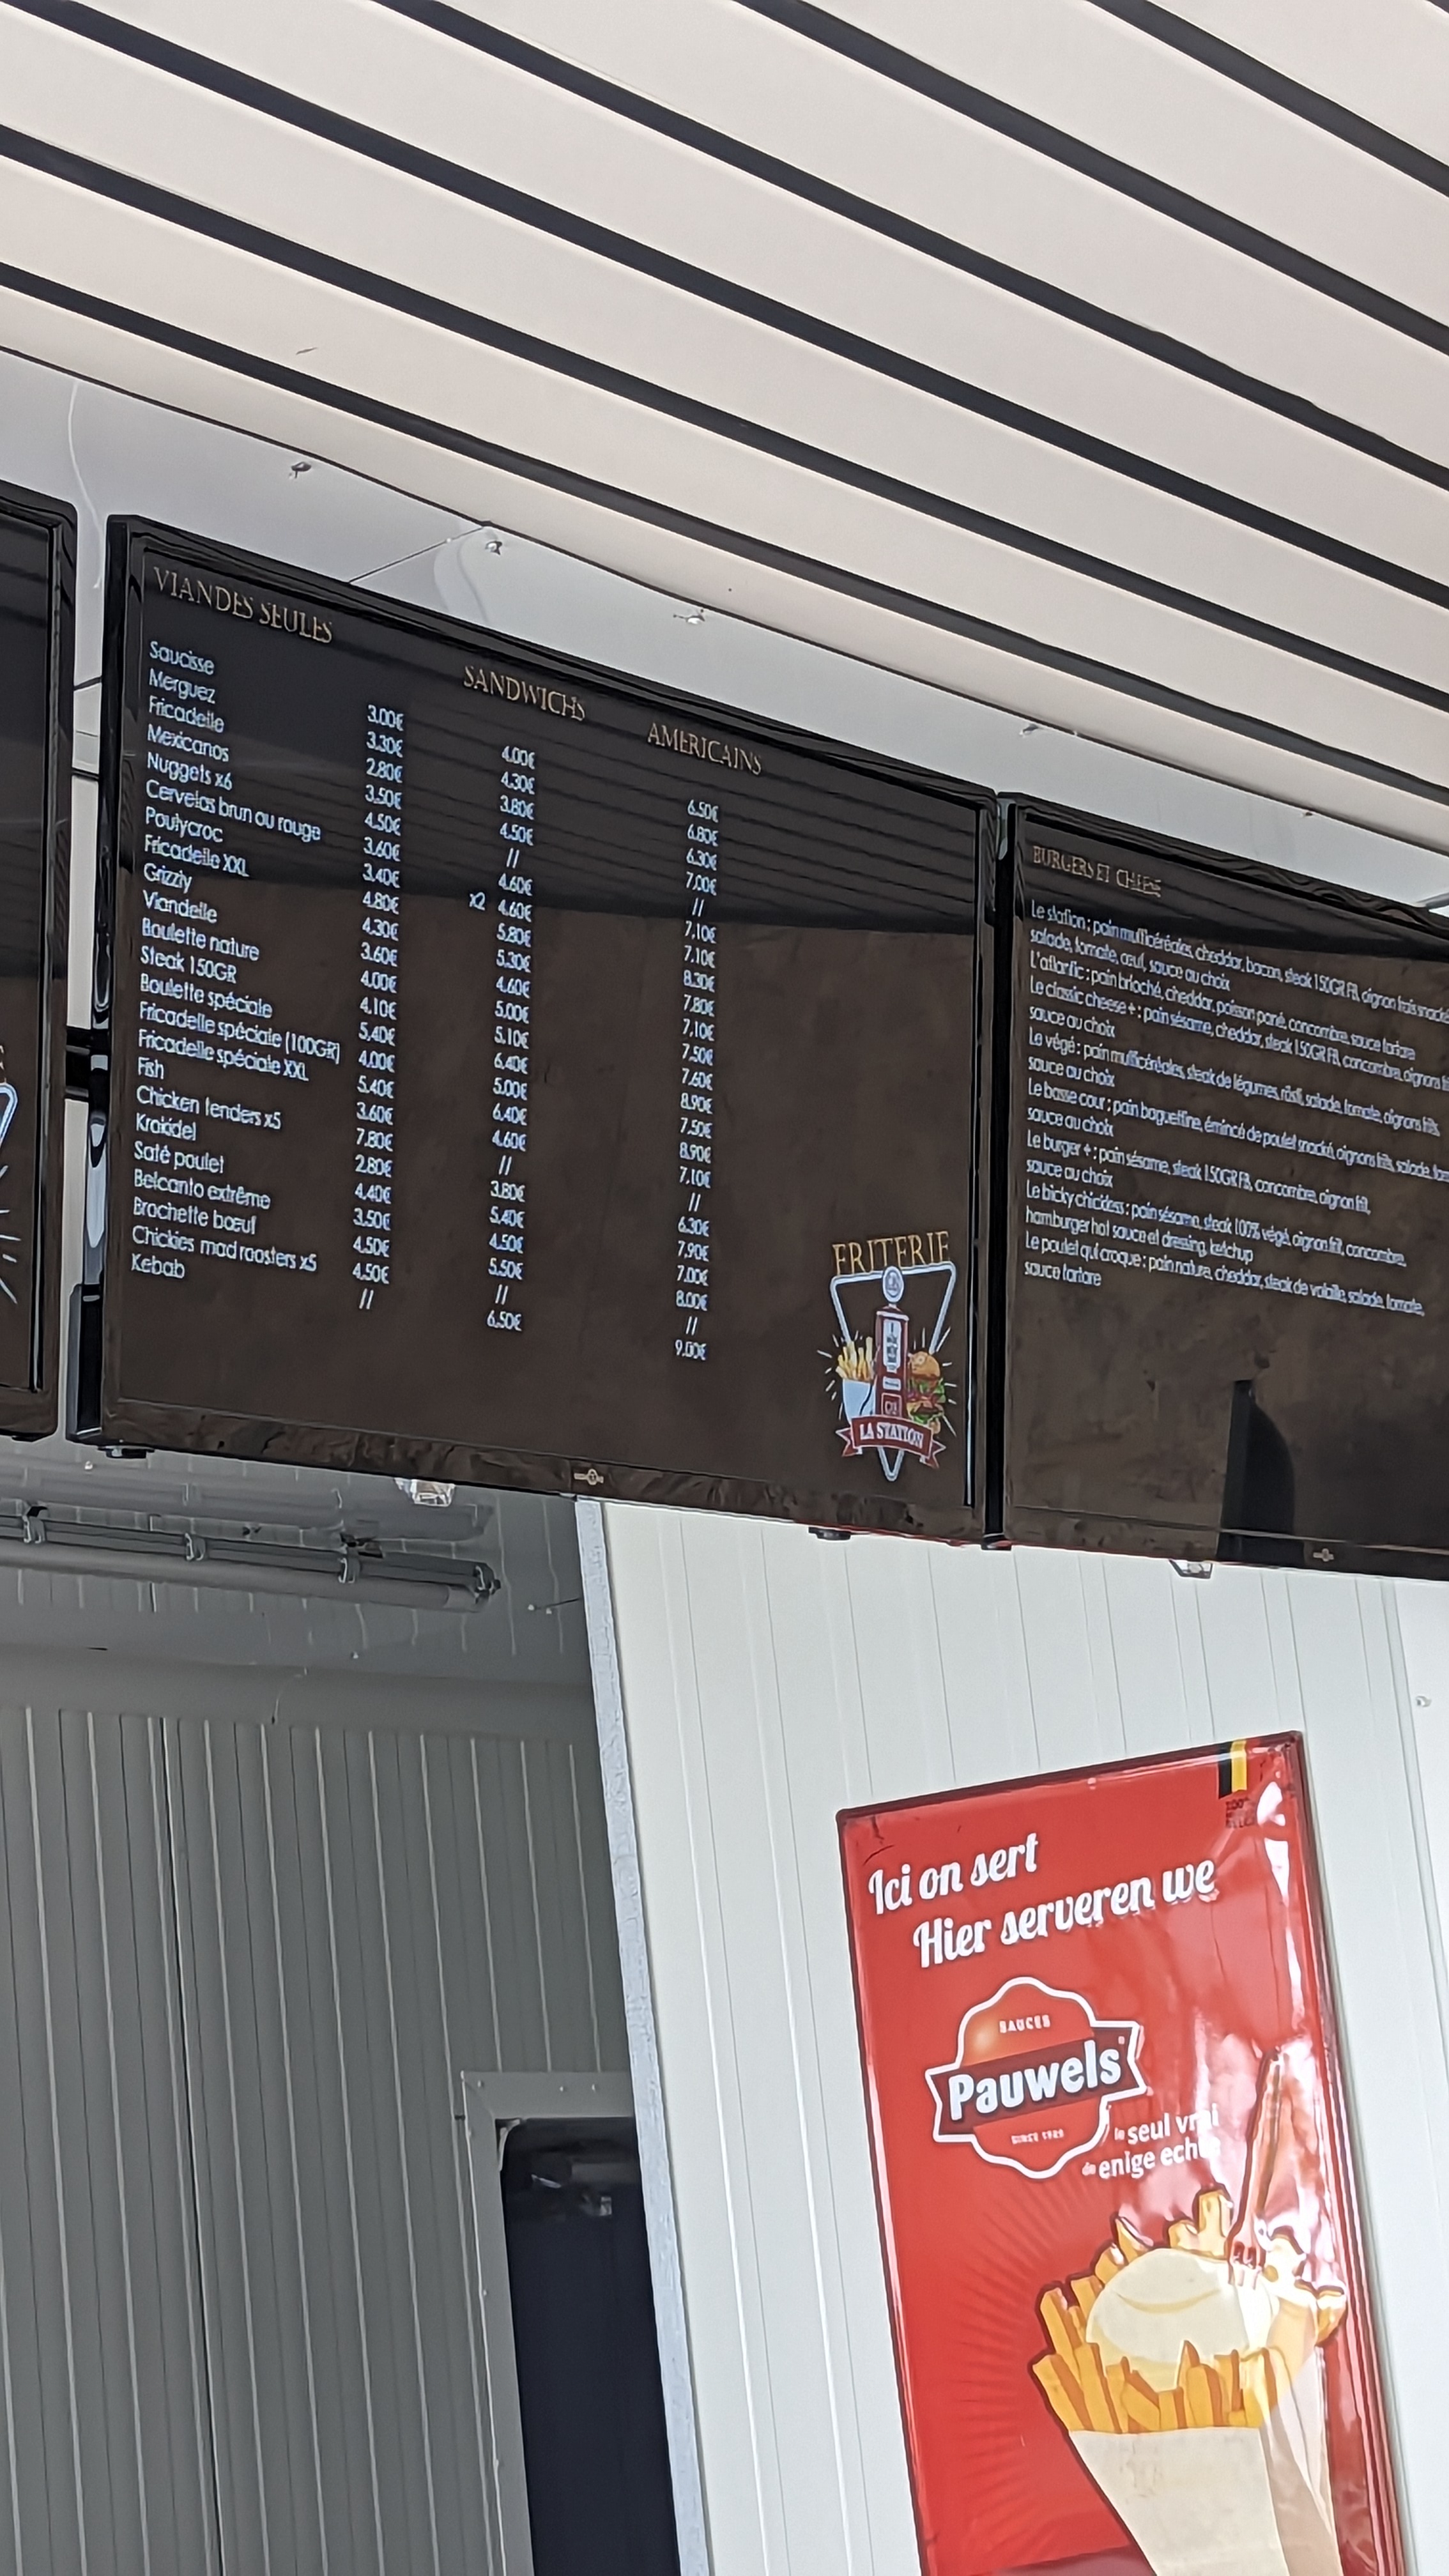 VIANDES SEULES SANDWICHS AMERICAINS
Saucisse 3.00€ 4.00€ 6.50€
Merguez 3.30€ 4.30€ 6.80€
Fricadelle 2.80€ 3.80€ 6.30€
Mexicanos 3.50€ 4.50€ 7.00€
Nuggets x6 4.50€ // //
Cervelas brun ou rouge 3.60€ 4.60€ 7.10€
Poulycroc 3.40€ x2 4.60€ 7.10€
Fricadelle XXL 4.80€ 5.80€ 8.30€
Grizzly 4.30€ 5.30€ 7.80€
Viandelle 3.60€ 4.60€ 7.10€
Boulette nature 4.00€ 5.00€ 7.50€
Steak 150GR 4.10€ 5.10€ 7.60€
Boulette spéciale 5.40€ 6.40€ 8.90€
Fricadelle spéciale (100GR) 4.00€ 5.00€ 7.50€
Fricadelle spéciale XXL 5.40€ 6.40€ 8.90€
Fish 3.60€ 4.60€ 7.10€
Chicken tenders x5 7.80€ // //
Krakidel 2.80€ 3.80€ 6.30€
Saté poulet 4.40€ 5.40€ 7.90€
Belcanto extrême 3.50€ 4.50€ 7.00€
Brochette bœuf 4.50€ 5.50€ 8.00€
Chickies mad roasters x5 4.50€ // //
Kebab // 6.50€ 9.00€
FRITERIE
LA STATION
BURGERS ET CHEESE
Le station : pain multicéréales, cheddar, bacon, steak 150GR FB, oignon frais snacké
salade, tomate, œuf, sauce au choix
L'atlantic : pain brioché, cheddar, poisson pané, concombre, sauce tartare
Le classic cheese + : pain sésame, cheddar, steak 150GR FB, concombre, oignons
sauce au choix
Le végé : pain multicéréales, steak de légumes, rösti, salade, tomate, oignons frits,
sauce au choix
Le basse cour : pain baguettine, émincé de poulet snacké, oignons frits, salade,
sauce au choix
Le burger + : pain sésame, steak 150GR FB, concombre, oignon frit,
sauce au choix
Le bicky chickess : pain sésame, steak 100% végé, oignon frit, concombre,
hamburger hot sauce et dressing, ketchup
Le poulet qui croque : pain nature, cheddar, steak de volaille, salade, tomate,
sauce tartare
Ici on sert
Hier serveren we
SAUCES
Pauwels
SINCE
le seul vrai
de enige echte